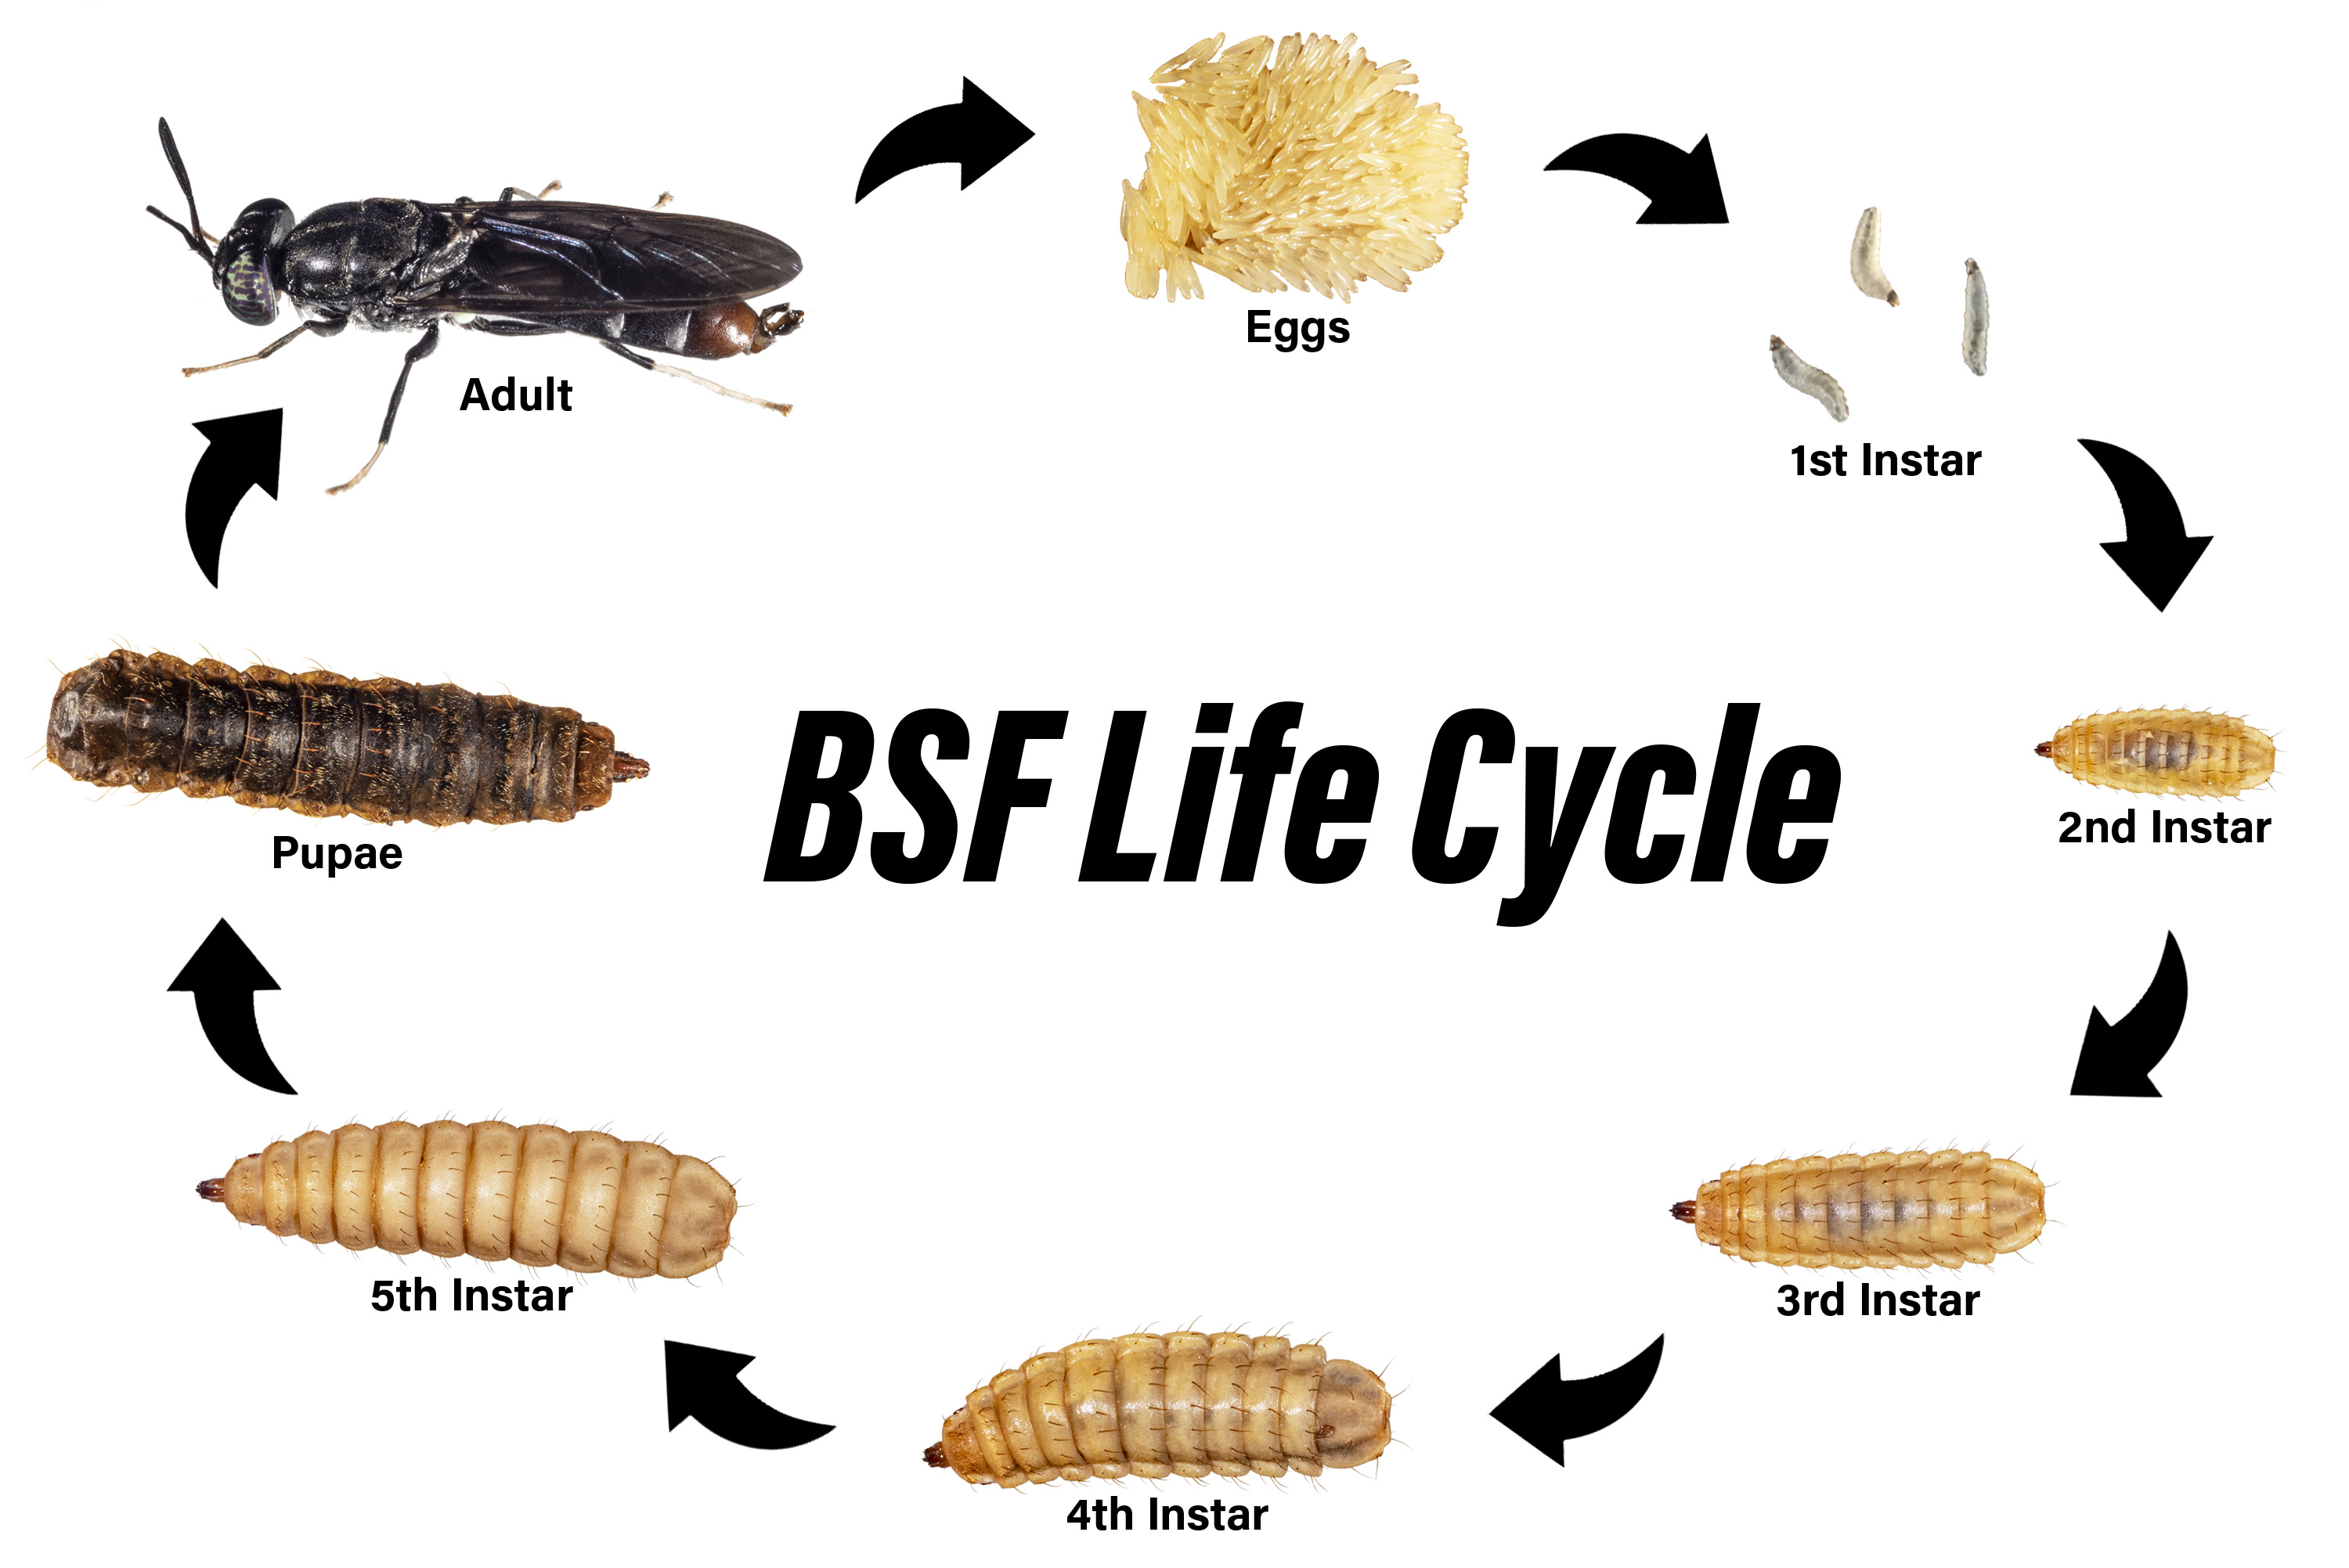 Eggs
Adult
1st Instar
BSF Life Cycle
2nd Instar
Pupae
5th Instar
3rd Instar
4th Instar